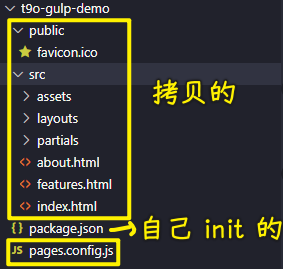 t9o-gulp-demo
public
favicon.ico
src
assets
layouts
partials
about.html
features.html
index.html
拷贝的
package.json
自己 init 的
JS pages.config.js